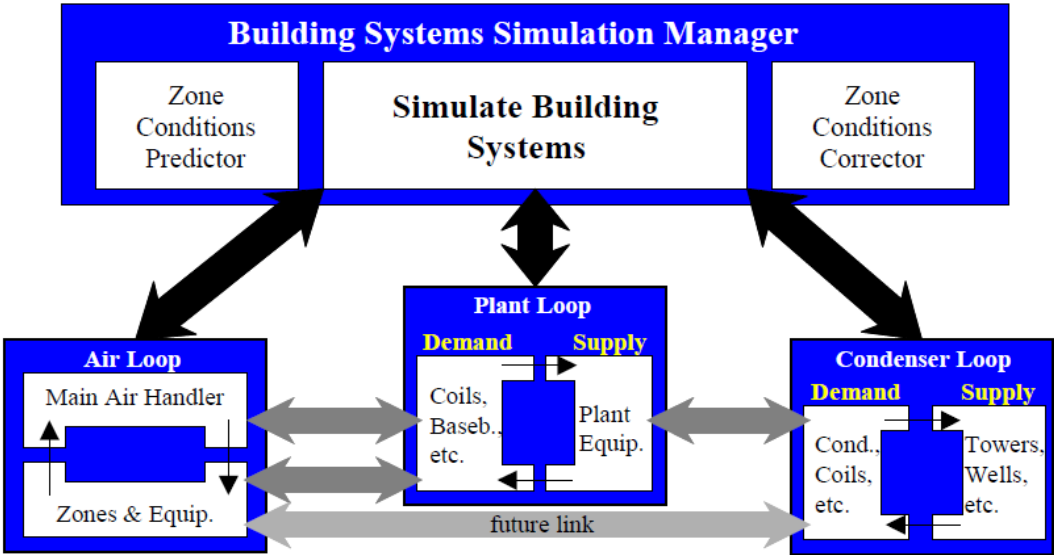 Building Systems Simulation Manager
Zone
Conditions
Predictor
Simulate Building
Systems
Zone
Conditions
Corrector
Air Loop
Main Air Handler
Zones & Equip.
Plant Loop
Demand
Supply
Coils,
Baseb.,
etc.
Plant
Equip.
Condenser Loop
Demand
Supply
Cond.,
Coils,
etc.
Towers,
Wells,
etc.
future link